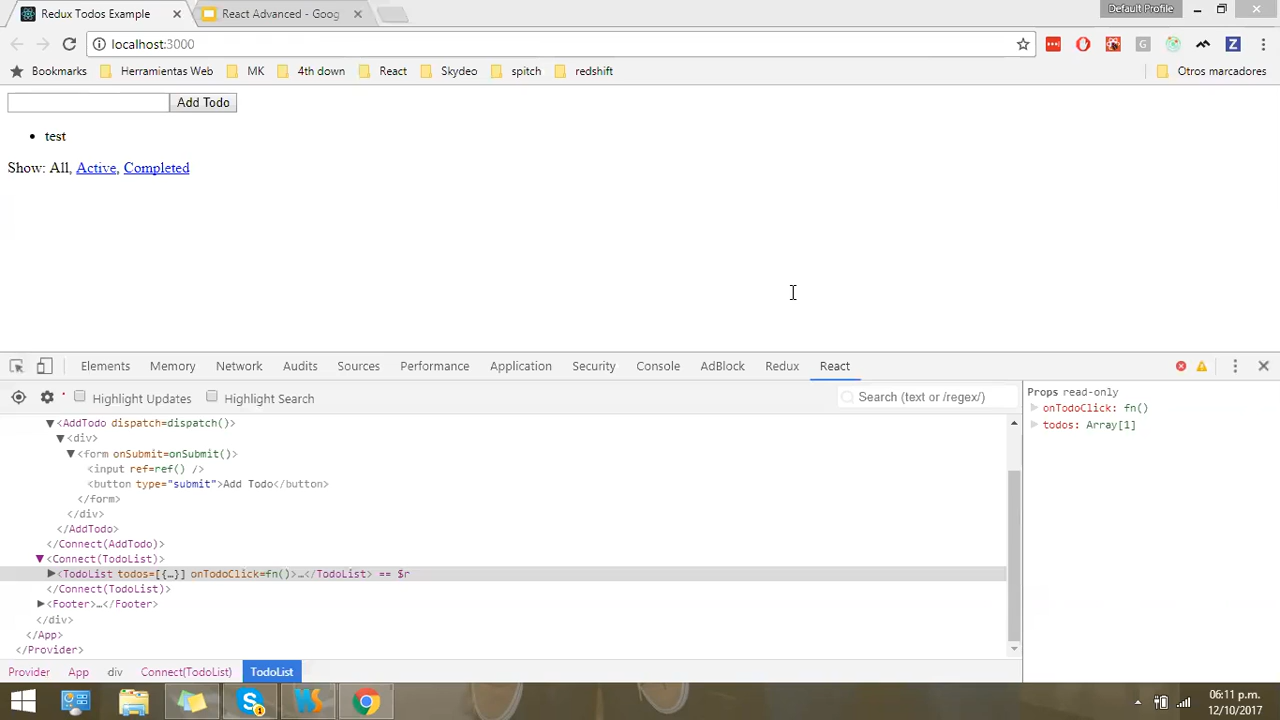 Redux Todos Example
React Advanced - Goog
Default Profile
localhost:3000
Bookmarks Herramientas Web MK 4th down React Skydeo spitch redshift Otros marcadores
Add Todo
• test
Show: All, Active, Completed
Elements Memory Network Audits Sources Performance Application Security Console AdBlock Redux React
Highlight Updates Highlight Search Search (text or /regex/)
Props read-only
onTodoClick: fn()
todos: Array[1]
<AddTodo dispatch=dispatch()>
<div>
<form onSubmit=onSubmit()>
<input ref=ref() />
<button type="submit">Add Todo</button>
</form>
</div>
</AddTodo>
</Connect(AddTodo)>
<Connect(TodoList)>
<TodoList todos=[{…}] onTodoClick=fn()>…</TodoList> == $r
</Connect(TodoList)>
<Footer>…</Footer>
</div>
</App>
</Provider>
Provider App div Connect(TodoList) TodoList
06:11 p.m.
12/10/2017